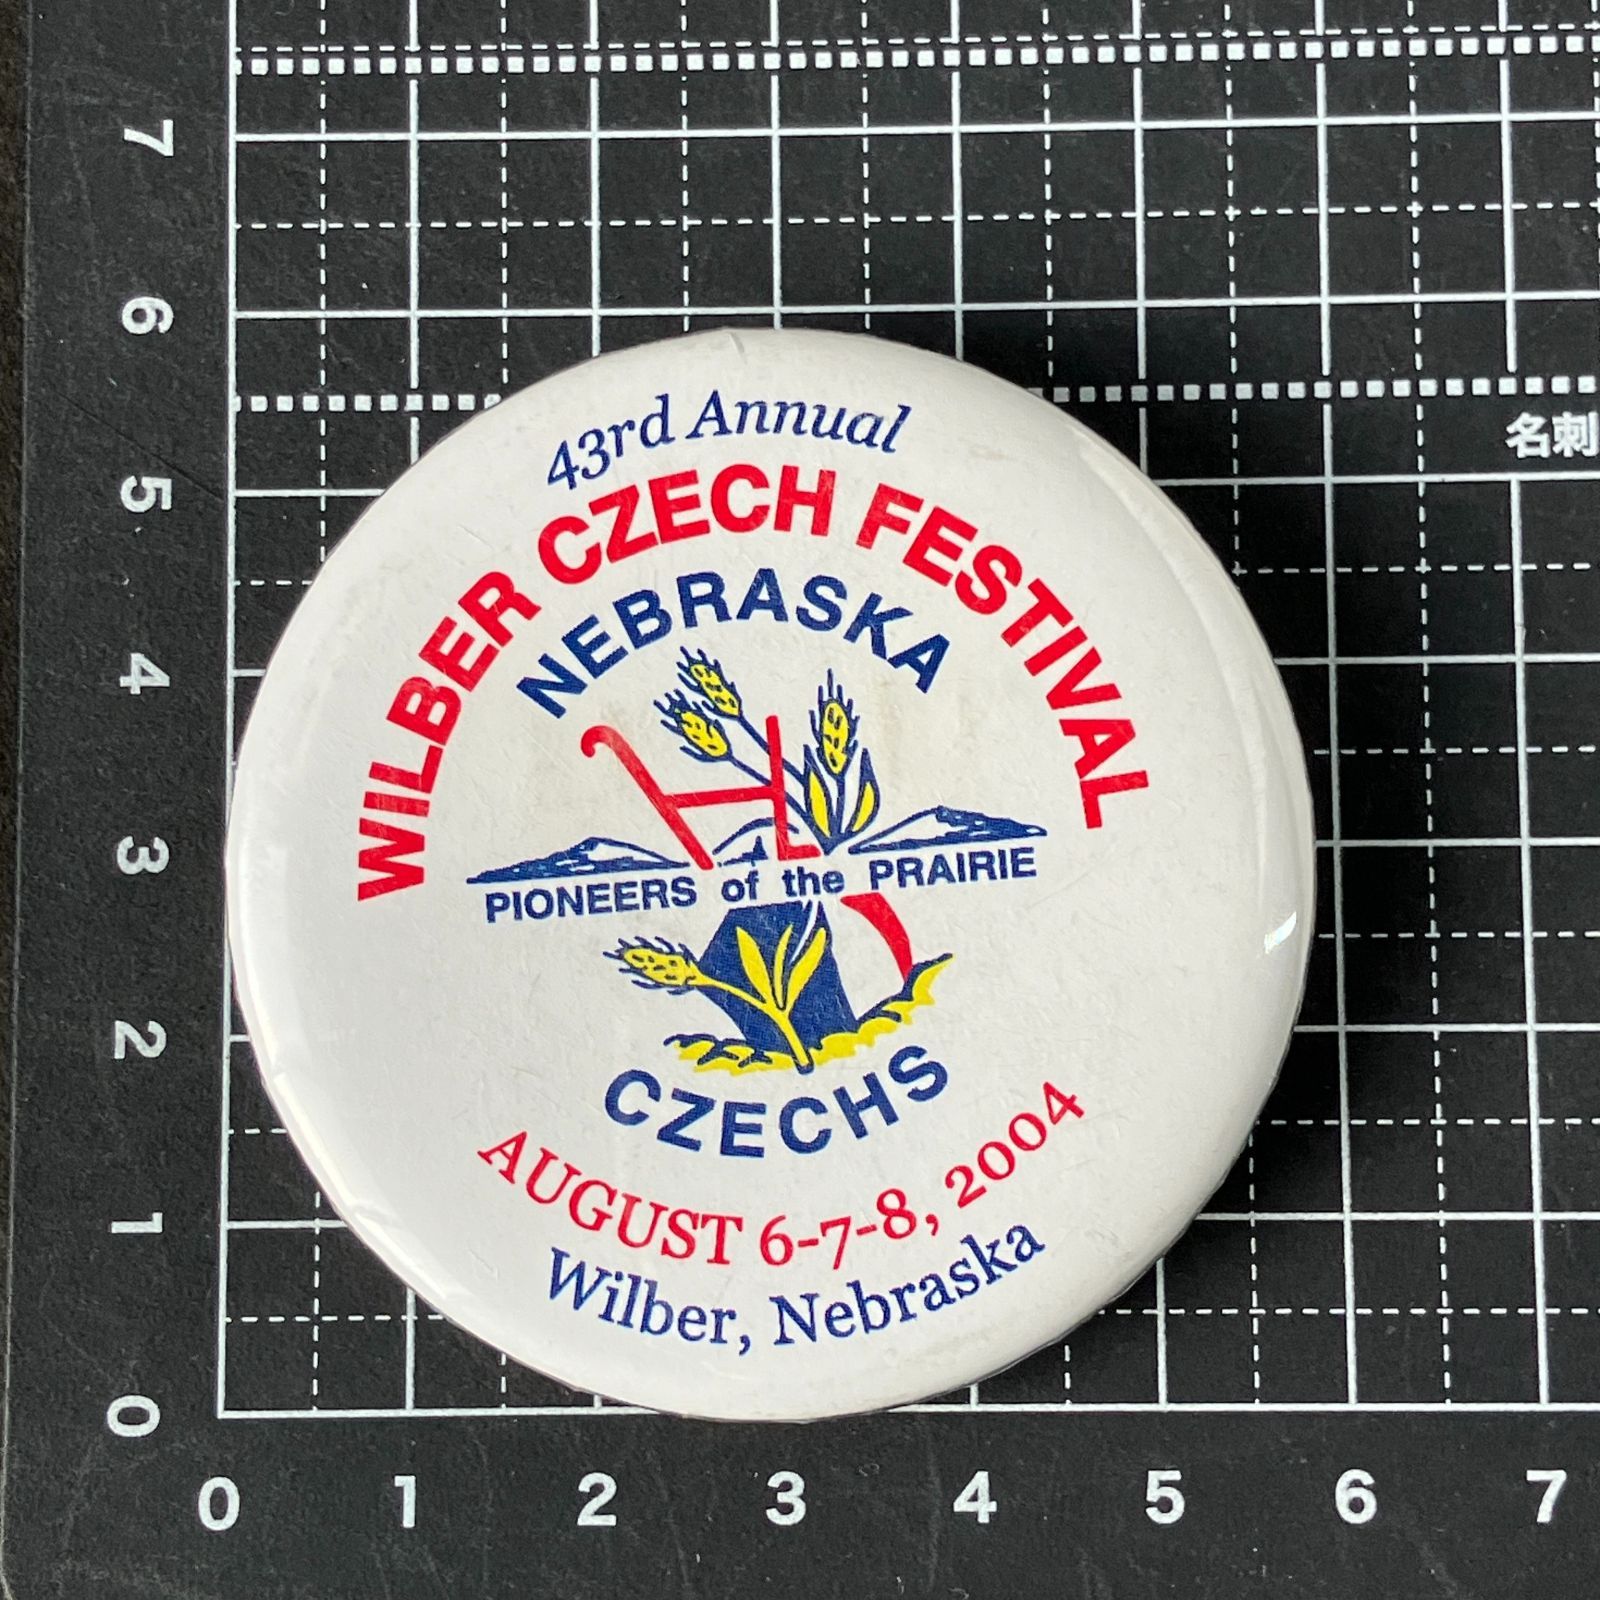 43rd Annual
WILBER CZECH FESTIVAL
NEBRASKA
PIONEERS of the PRAIRIE
CZECHS
AUGUST 6-7-8, 2004
Wilber, Nebraska
名刺
7
6
5
4
3
2
1
0
0 1 2 3 4 5 6 7